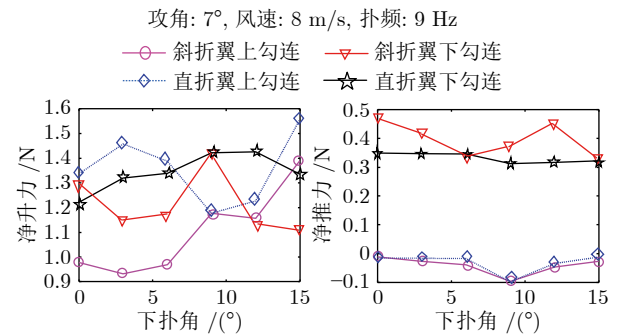 攻角: 7°, 风速: 8 m/s, 扑频: 9 Hz
斜折翼上勾连 斜折翼下勾连
直折翼上勾连 直折翼下勾连
净升力 /N
1.6
1.5
1.4
1.3
1.2
1.1
1.0
0.9
0 5 10 15
下扑角 /(°)
净推力 /N
0.5
0.4
0.3
0.2
0
−0.1
0 5 10 15
下扑角 /(°)